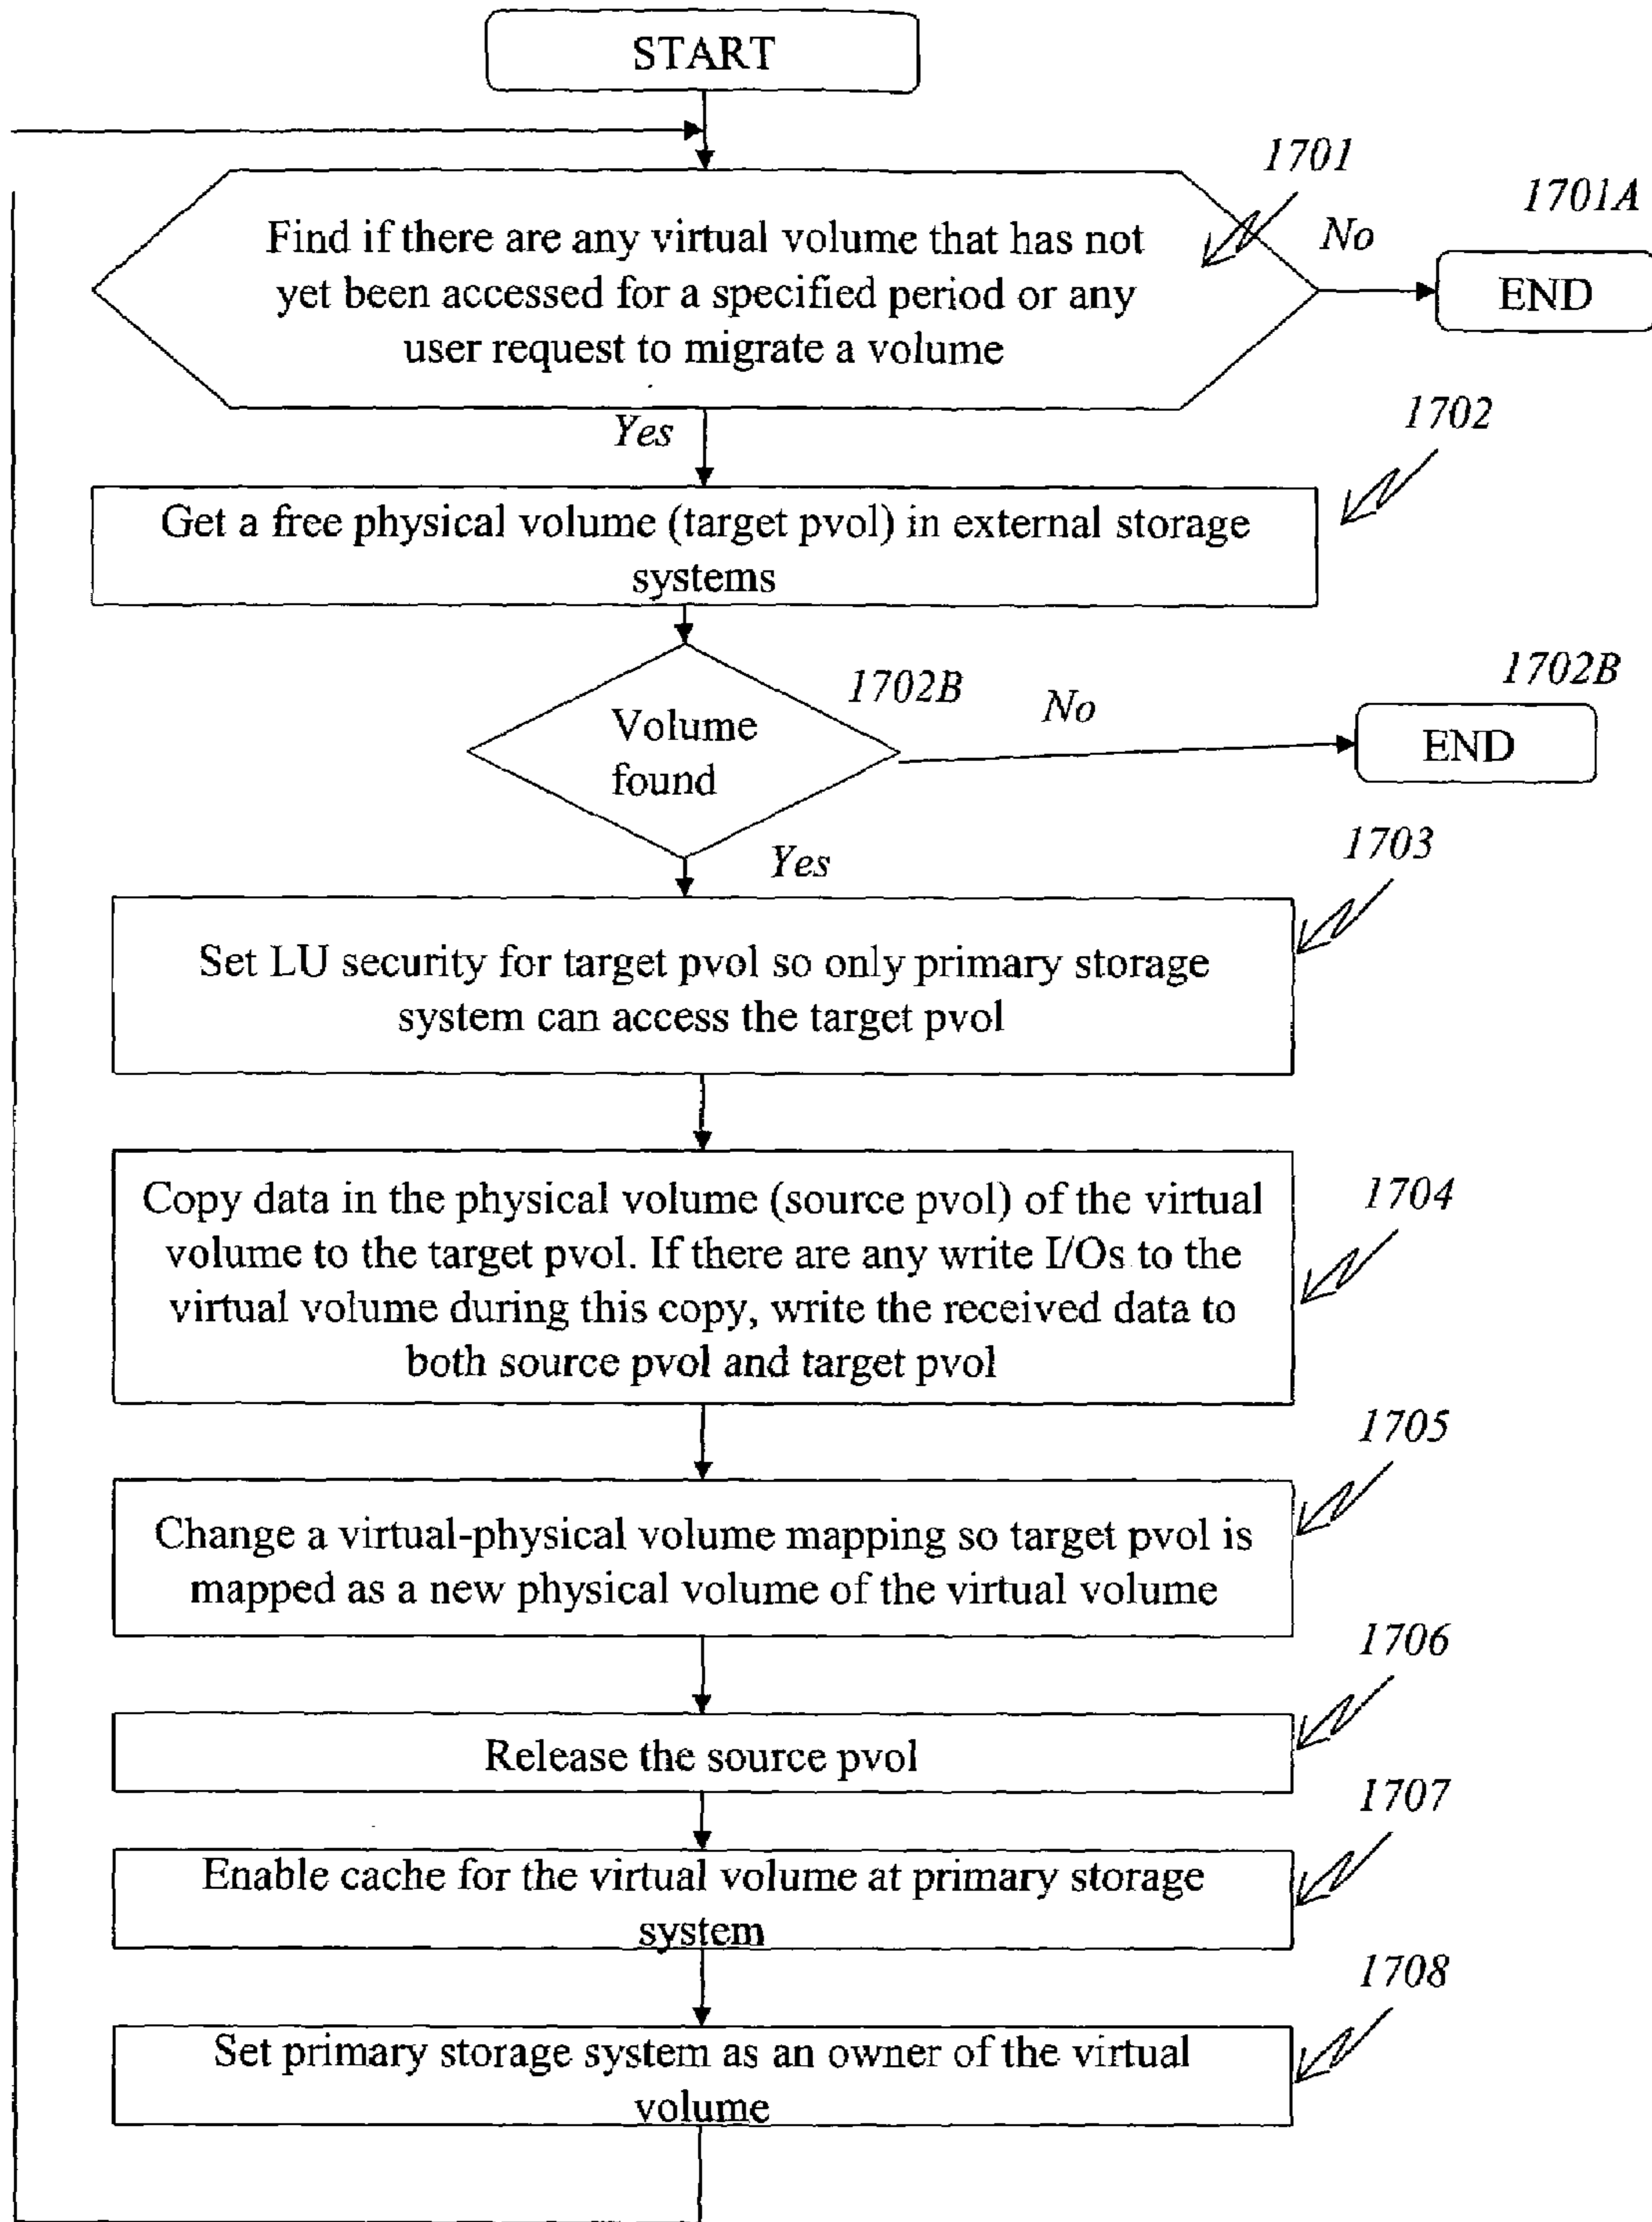 START
1701
1701A
Find if there are any virtual volume that has not
yet been accessed for a specified period or any
user request to migrate a volume
No
END
Yes
1702
Get a free physical volume (target pvol) in external storage
systems
Volume
found
1702B
No
1702B
END
Yes
1703
Set LU security for target pvol so only primary storage
system can access the target pvol
1704
Copy data in the physical volume (source pvol) of the virtual
volume to the target pvol. If there are any write I/Os to the
virtual volume during this copy, write the received data to
both source pvol and target pvol
1705
Change a virtual-physical volume mapping so target pvol is
mapped as a new physical volume of the virtual volume
1706
Release the source pvol
1707
Enable cache for the virtual volume at primary storage
system
1708
Set primary storage system as an owner of the virtual
volume